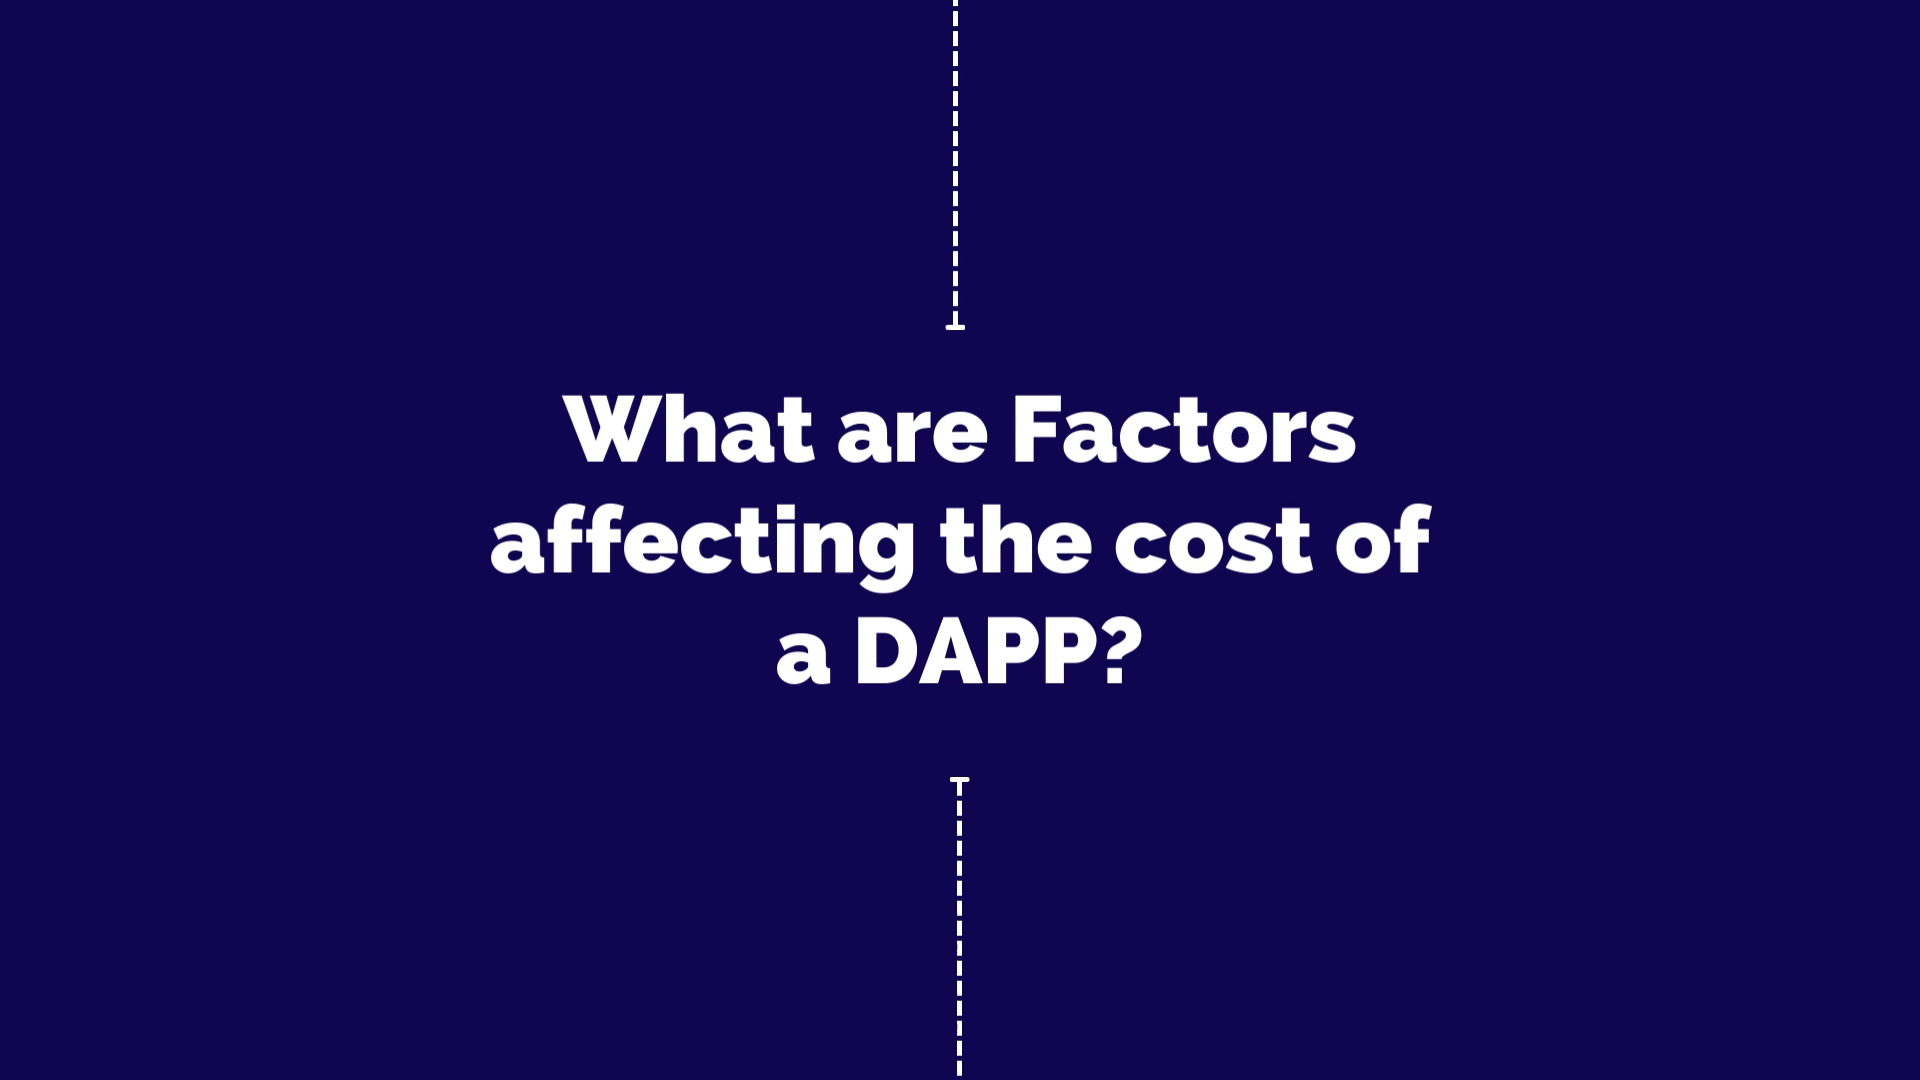 What are Factors
affecting the cost of
a DAPP?